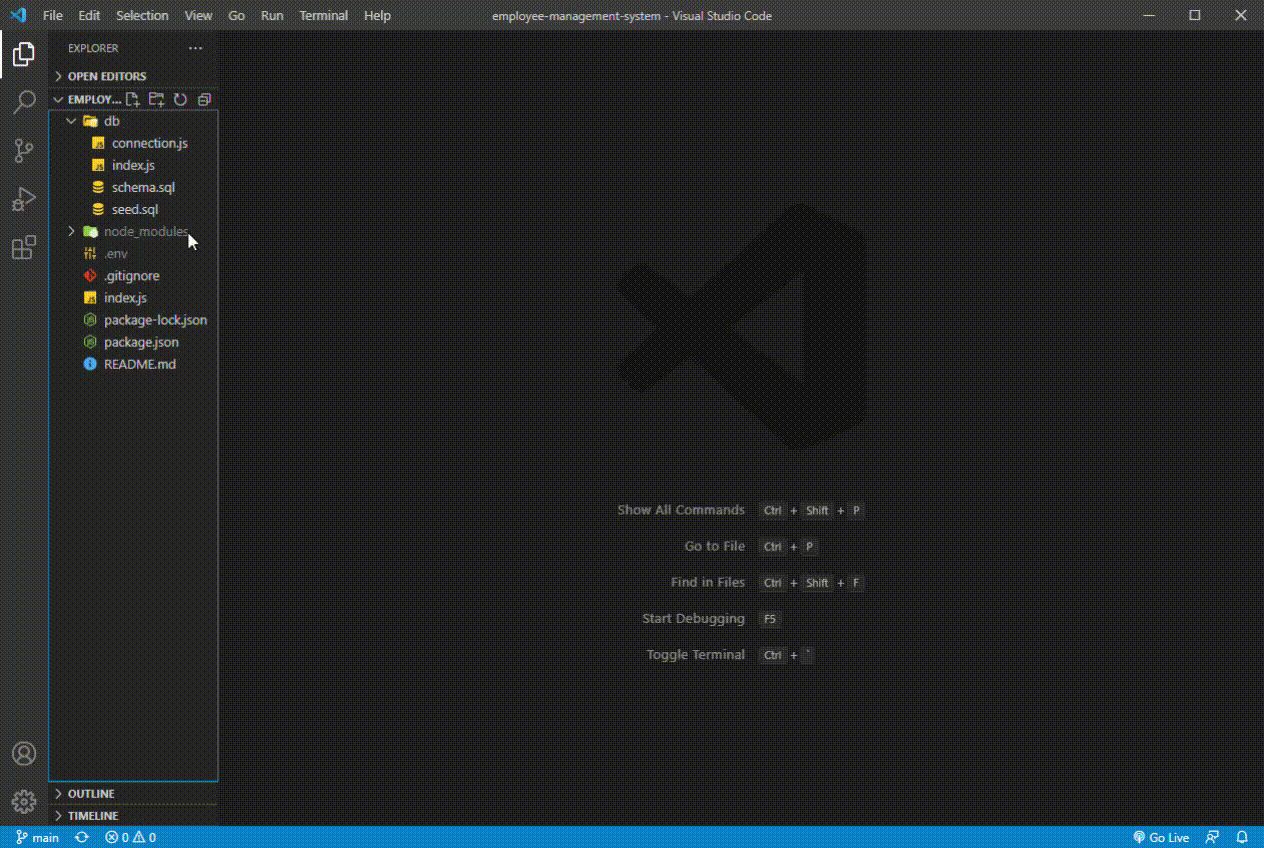 File Edit Selection View Go Run Terminal Help employee-management-system - Visual Studio Code
EXPLORER
OPEN EDITORS
EMPLOY...
db
connection.js
index.js
schema.sql
seed.sql
node_modules
.env
.gitignore
index.js
package-lock.json
package.json
README.md
Show All Commands Ctrl + Shift + P
Go to File Ctrl + P
Find in Files Ctrl + Shift + F
Start Debugging F5
Toggle Terminal Ctrl + `
OUTLINE
TIMELINE
main 0 0 Go Live